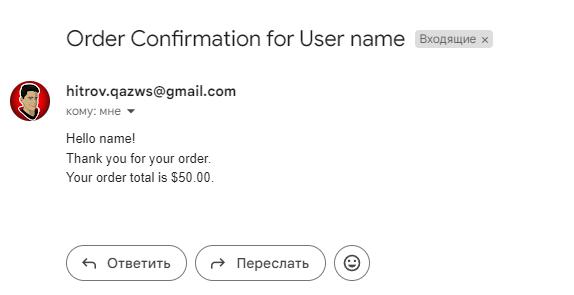 Order Confirmation for User name Входящие ×
hitrov.qazws@gmail.com
кому: мне
Hello name!
Thank you for your order.
Your order total is $50.00.
Ответить Переслать